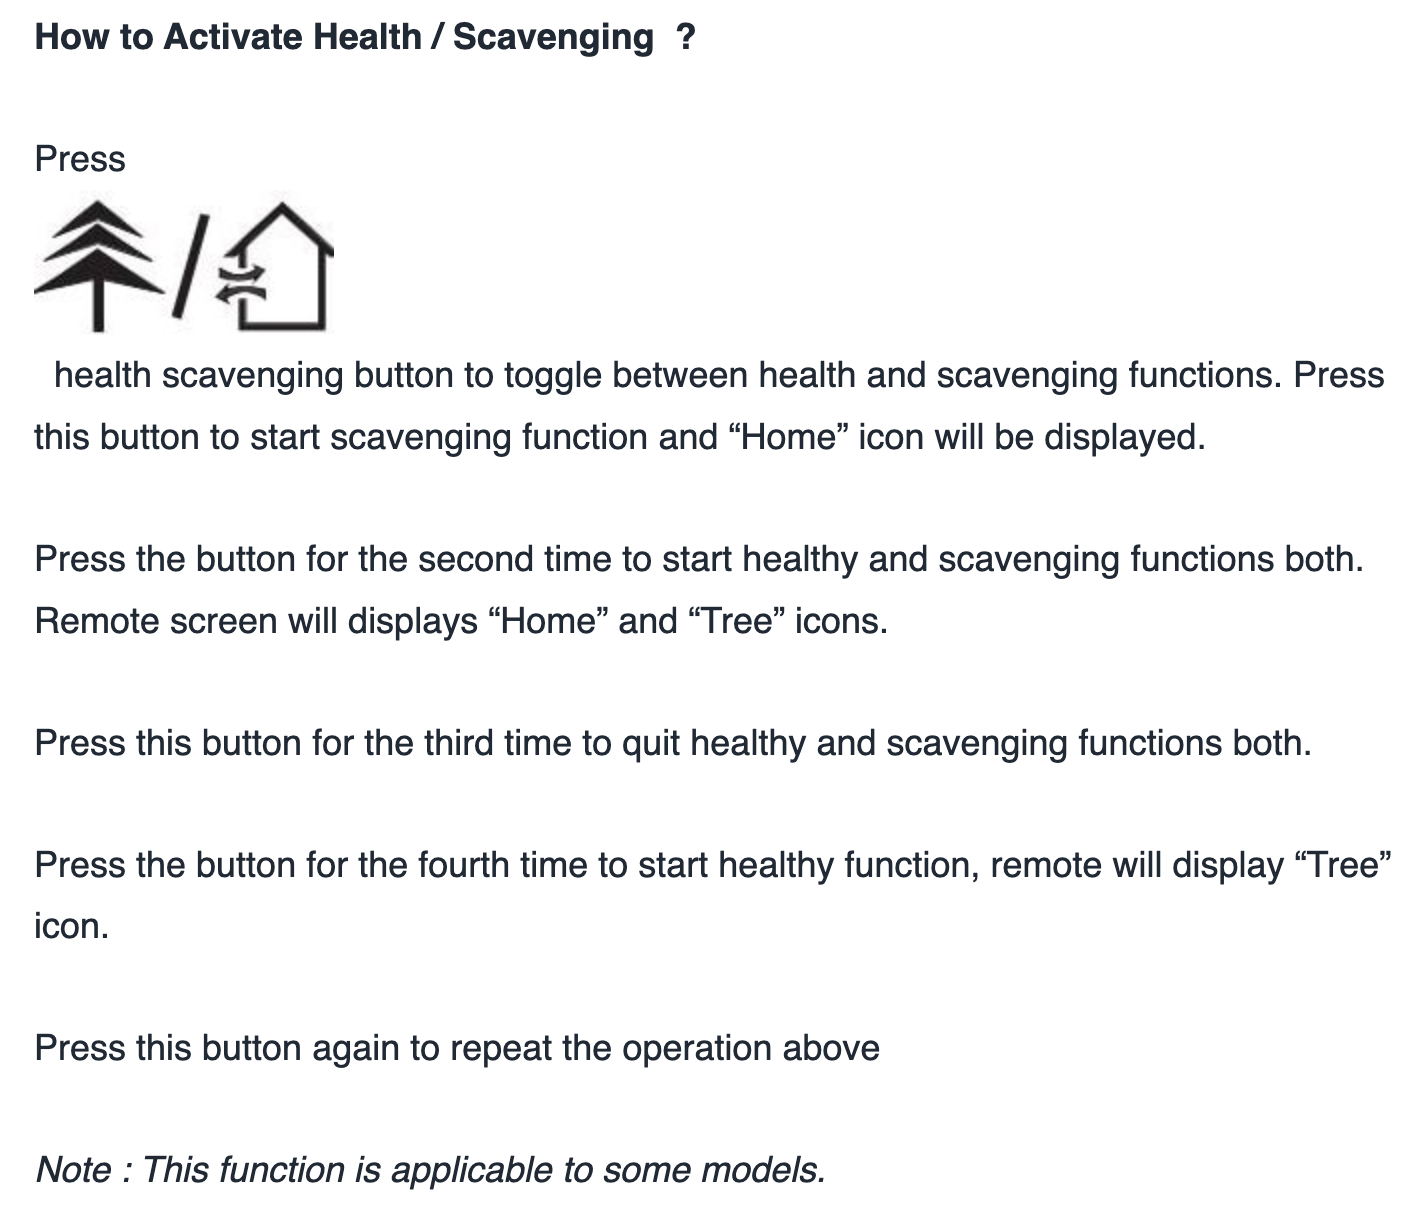 How to Activate Health / Scavenging  ?
Press
health scavenging button to toggle between health and scavenging functions. Press
this button to start scavenging function and “Home” icon will be displayed.
Press the button for the second time to start healthy and scavenging functions both.
Remote screen will displays “Home” and “Tree” icons.
Press this button for the third time to quit healthy and scavenging functions both.
Press the button for the fourth time to start healthy function, remote will display “Tree”
icon.
Press this button again to repeat the operation above
Note : This function is applicable to some models.